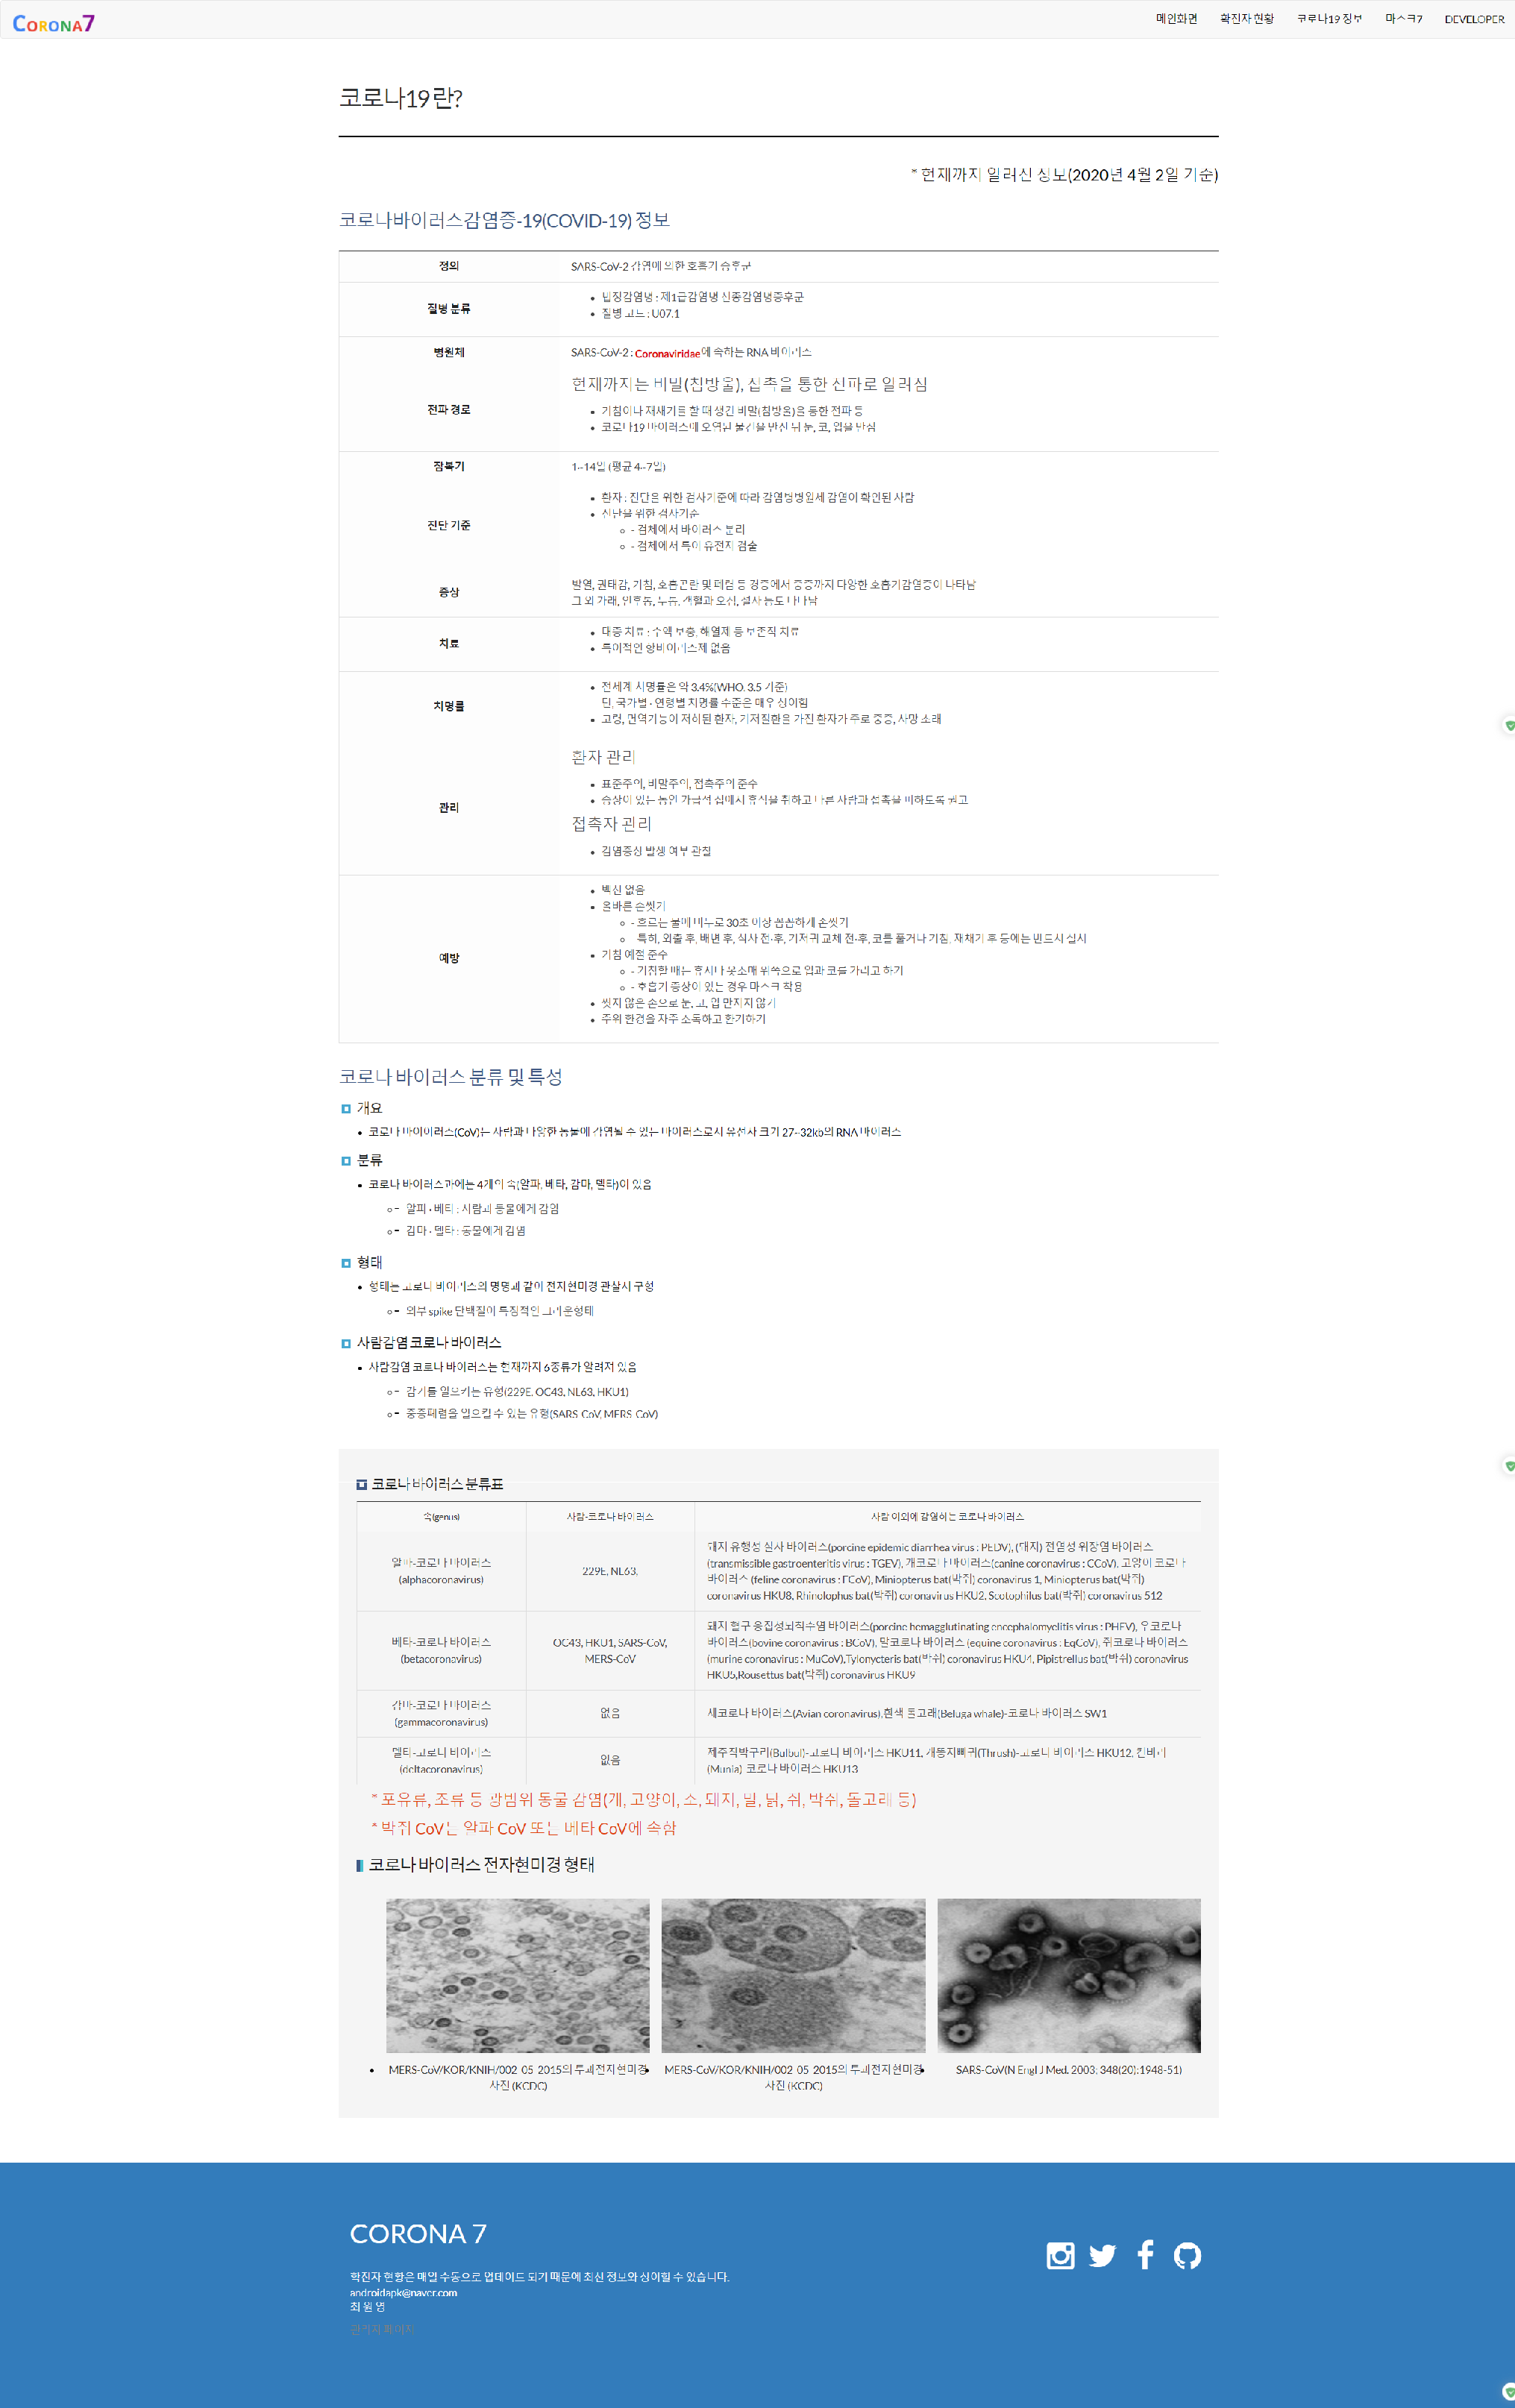 CORONA7
메인화면 확진자 현황 코로나19 정보 마스크7 DEVELOPER
코로나19란?
* 현재까지 알려진 정보(2020년 4월 2일 기준)
코로나바이러스감염증-19(COVID-19) 정보
정의 SARS-CoV-2 감염에 의한 호흡기 증후군
질병 분류
법정감염병 : 제1급감염병 신종감염병증후군
질병 코드 : U07.1
병원체 SARS-CoV-2 : Coronaviridae에 속하는 RNA 바이러스
전파 경로
현재까지는 비말(침방울), 접촉을 통한 전파로 알려짐
기침이나 재채기를 할 때 생긴 비말(침방울)을 통한 전파 등
코로나19 바이러스에 오염된 물건을 만진 뒤 눈, 코, 입을 만짐
잠복기 1~14일 (평균 4~7일)
진단 기준
환자 : 진단을 위한 검사기준에 따라 감염병병원체 감염이 확인된 사람
진단을 위한 검사기준
- 검체에서 바이러스 분리
- 검체에서 특이 유전자 검출
증상
발열, 권태감, 기침, 호흡곤란 및 폐렴 등 경증에서 중증까지 다양한 호흡기감염증이 나타남
그 외 가래, 인후통, 두통, 객혈과 오심, 설사 등도 나타남
치료
대증 치료 : 수액 보충, 해열제 등 보존적 치료
특이적인 항바이러스제 없음
치명률
전세계 치명률은 약 3.4%(WHO, 3.5 기준)
단, 국가별·연령별 치명률 수준은 매우 상이함
고령, 면역기능이 저하된 환자, 기저질환을 가진 환자가 주로 중증, 사망 초래
관리
환자 관리
표준주의, 비말주의, 접촉주의 준수
증상이 있는 동안 가급적 집에서 휴식을 취하고 다른 사람과 접촉을 피하도록 권고
접촉자 관리
감염증상 발생 여부 관찰
예방
백신 없음
올바른 손씻기
- 흐르는 물에 비누로 30초 이상 꼼꼼하게 손씻기
- 특히, 외출 후, 배변 후, 식사 전·후, 기저귀 교체 전·후, 코를 풀거나 기침, 재채기 후 등에는 반드시 실시
기침 예절 준수
- 기침할 때는 휴지나 옷소매 위쪽으로 입과 코를 가리고 하기
- 호흡기 증상이 있는 경우 마스크 착용
씻지 않은 손으로 눈, 코, 입 만지지 않기
주위 환경을 자주 소독하고 환기하기
코로나 바이러스 분류 및 특성
개요
코로나 바이이러스(CoV)는 사람과 다양한 동물에 감염될 수 있는 바이러스로서 유전자 크기 27~32kb의 RNA 바이러스
분류
코로나 바이러스과에는 4개의 속(알파, 베타, 감마, 델타)이 있음
- 알파·베타 : 사람과 동물에게 감염
- 감마·델타 : 동물에게 감염
형태
형태는 코로나 바이러스의 명명과 같이 전자현미경 관찰시 구형
- 외부 spike 단백질이 특징적인 크라운형태
사람감염 코로나 바이러스
사람감염 코로나 바이러스는 현재까지 6종류가 알려져 있음
- 감기를 일으키는 유형(229E, OC43, NL63, HKU1)
- 중증폐렴을 일으킬 수 있는 유형(SARS-CoV, MERS-CoV)
코로나 바이러스 분류표
속(genus) 사람-코로나 바이러스 사람 이외에 감염하는 코로나 바이러스
알파-코로나 바이러스
(alphacoronavirus)
229E, NL63,
돼지 유행성 설사 바이러스(porcine epidemic diarrhea virus : PEDV), (돼지) 전염성 위장염 바이러스
(transmissible gastroenteritis virus : TGEV), 개코로나 바이러스(canine coronavirus : CCoV), 고양이 코로나
바이러스 (feline coronavirus : FCoV), Miniopterus bat(박쥐) coronavirus 1, Miniopterus bat(박쥐)
coronavirus HKU8, Rhinolophus bat(박쥐) coronavirus HKU2, Scotophilus bat(박쥐) coronavirus 512
베타-코로나 바이러스
(betacoronavirus)
OC43, HKU1, SARS-CoV,
MERS-CoV
돼지 혈구 응집성뇌척수염 바이러스(porcine hemagglutinating encephalomyelitis virus : PHEV), 우코로나
바이러스(bovine coronavirus : BCoV), 말코로나 바이러스 (equine coronavirus : EqCoV), 쥐코로나 바이러스
(murine coronavirus : MuCoV),Tylonycteris bat(박쥐) coronavirus HKU4, Pipistrellus bat(박쥐) coronavirus
HKU5,Rousettus bat(박쥐) coronavirus HKU9
감마-코로나 바이러스
(gammacoronavirus)
없음
새코로나 바이러스(Avian coronavirus),흰색 돌고래(Beluga whale)-코로나 바이러스 SW1
델타-코로나 바이러스
(deltacoronavirus)
없음
제주직박구리(Bulbul)-코로나 바이러스 HKU11, 개똥지빠귀(Thrush)-코로나 바이러스 HKU12, 킨바라
(Munia)-코로나 바이러스 HKU13
* 포유류, 조류 등 광범위 동물 감염(개, 고양이, 소, 돼지, 말, 닭, 쥐, 박쥐, 돌고래 등)
* 박쥐 CoV는 알파 CoV 또는 베타 CoV에 속함
코로나 바이러스 전자현미경 형태
MERS-CoV/KOR/KNIH/002-05-2015의 투과전자현미경
사진 (KCDC)
MERS-CoV/KOR/KNIH/002-05-2015의 투과전자현미경
사진 (KCDC)
SARS-CoV(N Engl J Med. 2003; 348(20):1948-51)
CORONA 7
확진자 현황은 매일 수동으로 업데이트 되기 때문에 최신 정보와 상이할 수 있습니다.
androidapk@naver.com
최 원 영
관리자 페이지